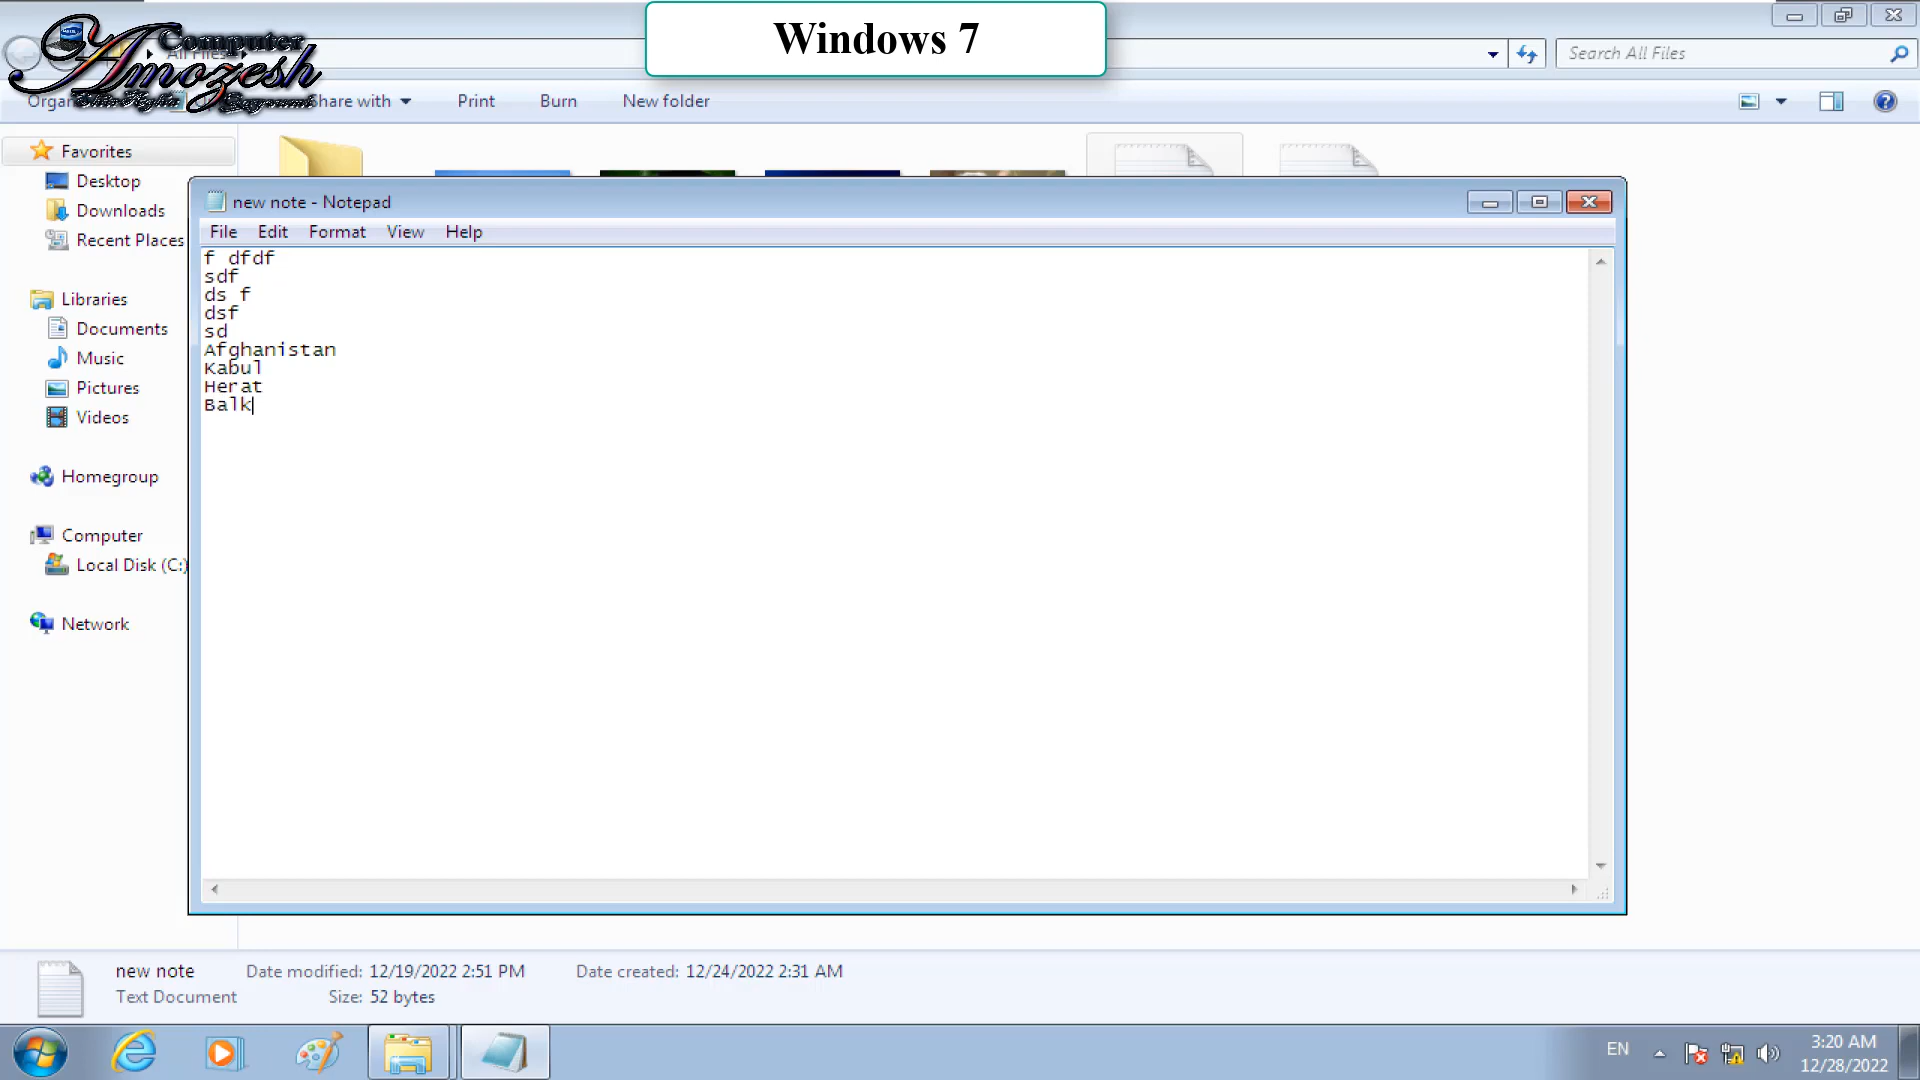 Windows 7
Computer
Amozesh
All Files
Search All Files
Share with
Print
Burn
New folder
Favorites
Desktop
Downloads
Recent Places
Libraries
Documents
Music
Pictures
Videos
Homegroup
Computer
Local Disk (C:)
Network
new note - Notepad
File Edit Format View Help
f dfdf
sdf
ds f
dsf
sd
Afghanistan
Kabul
Herat
Balk
new note Date modified: 12/19/2022 2:51 PM Date created: 12/24/2022 2:31 AM
Text Document Size: 52 bytes
EN
3:20 AM
12/28/2022